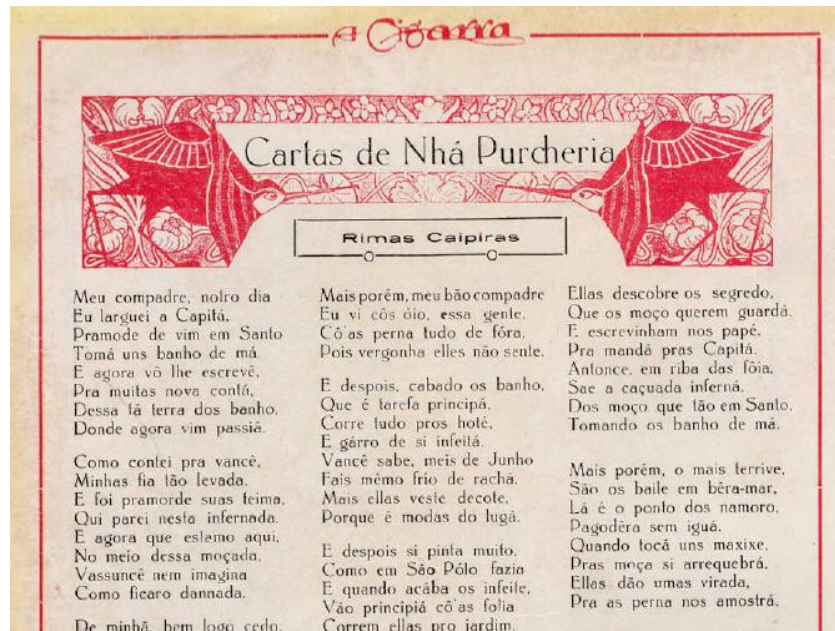 A Cigarra
Cartas de Nhá Purcheria
Rimas Caipiras
Meu compadre, notro dia
Eu larguei a Capitá,
Pramode de vim em Santo
Tomá uns banho de má.
E agora vô lhe escrevê,
Pra muitas nova contá,
Dessa tá terra dos banho,
Donde agora vim passiá.
Como contei pra vancê,
Minhas fia tão levada.
E foi pramorde suas teima,
Qui parei nesta infernada.
E agora que estamo aqui,
No meio dessa moçada,
Vassuncê nem imagina
Como ficaro dannada.
De minhã, bem logo cedo,
Mais porém, meu bão compadre
Eu vi cós óio, essa gente,
Cô'as perna tudo de fóra,
Pois vergonha elles não sente.
E despois, cabado os banho,
Que é tarefa principá,
Corre tudo pros hoté,
E gárro de si infeitá.
Vancê sabe, meis de Junho
Fais mêmo frio de rachá.
Mais ellas veste decote,
Porque é modas do lugá.
E despois si pinta muito,
Como em São Pólo fazia
E quando acába os infeite,
Váo principiá cô'as folia
Correm ellas pro jardim,
Ellas descobre os segredo,
Que os moço querem guardá,
E escrevinham nos papé,
Pra mandá pras Capitá.
Antonce, em riba das fôia,
Sae a caçuada inferná.
Dos moço que tão em Santo,
Tomando os banho de má.
Mais porém, o mais terrive,
São os baile em bêra-mar,
Lá é o ponto dos namoro,
Pagodêra sem iguá.
Quando tocá uns maxixe,
Pras moça si arrequebrá,
Ellas dão umas virada,
Pra as perna nos amostrá.